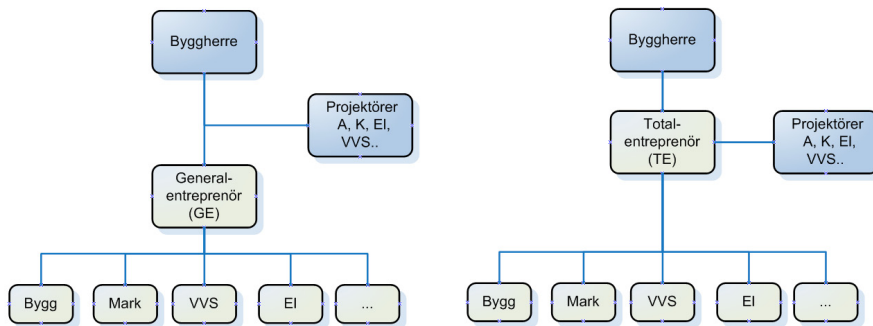 Byggherre
Projektörer
A, K, El,
VVS..
General-
entreprenör
(GE)
Bygg
Mark
VVS
El
...
Byggherre
Total-
entreprenör
(TE)
Projektörer
A, K, El,
VVS..
Bygg
Mark
VVS
El
...